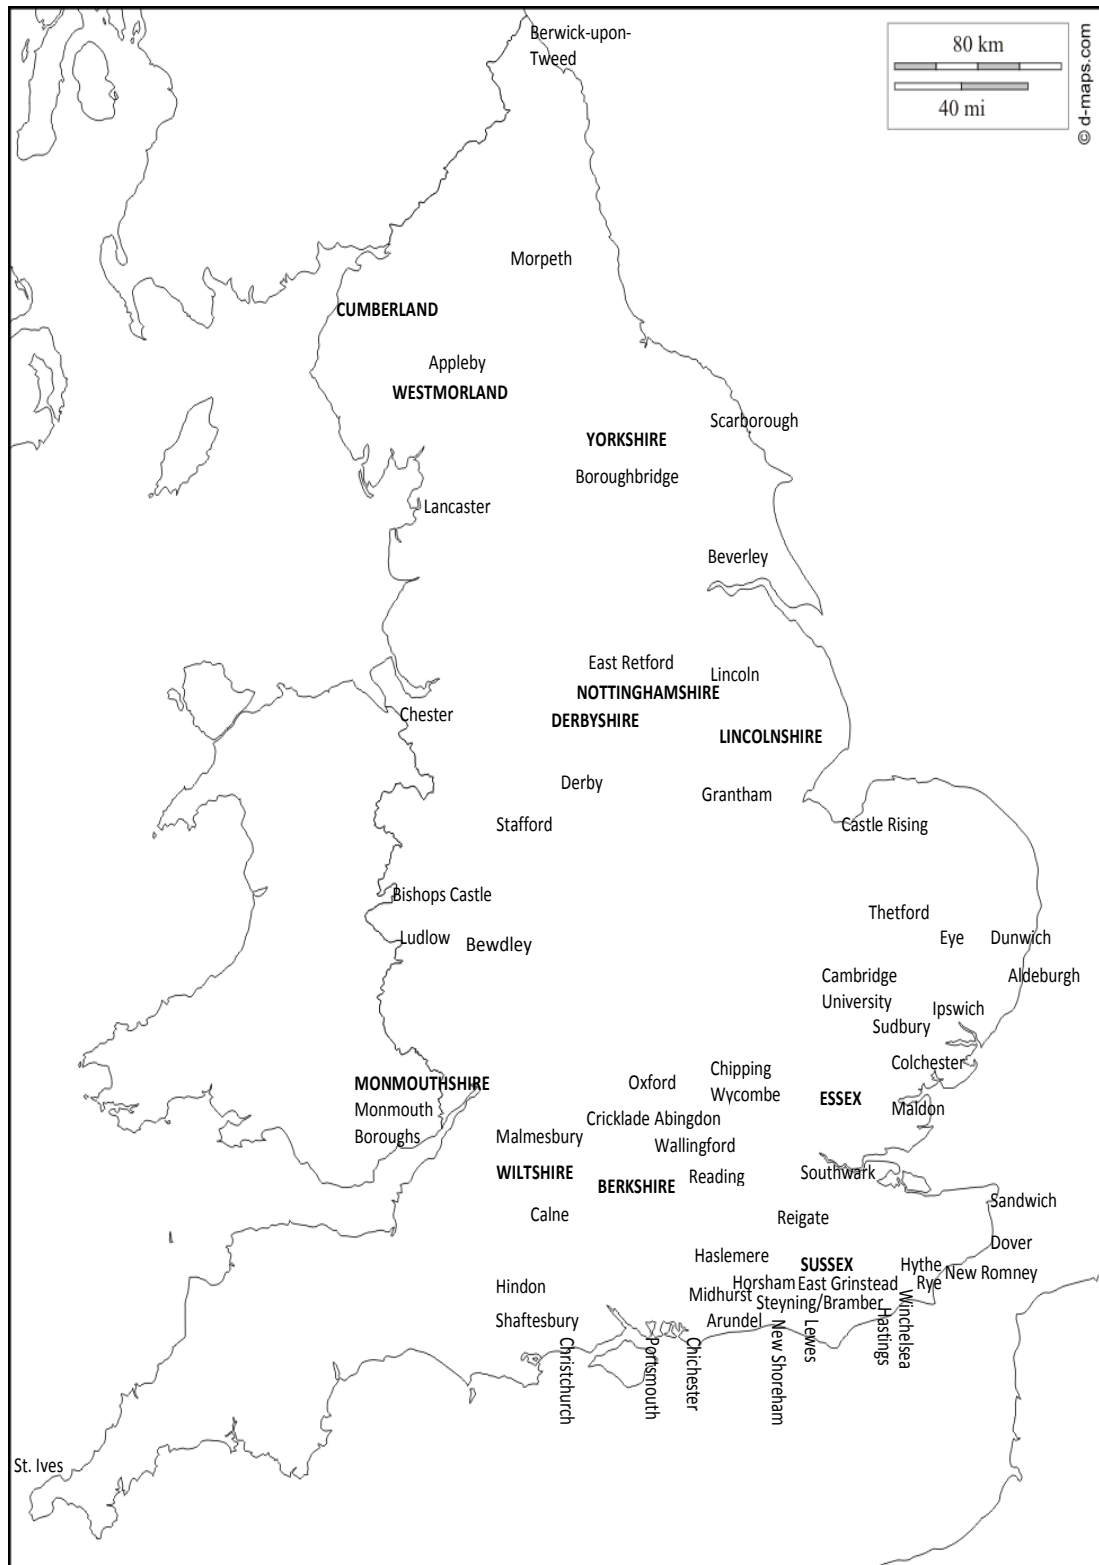 Berwick-upon-
Tweed
80 km
40 mi
© d-maps.com
Morpeth
CUMBERLAND
Appleby
WESTMORLAND
Scarborough
YORKSHIRE
Boroughbridge
Lancaster
Beverley
East Retford
Lincoln
NOTTINGHAMSHIRE
Chester
DERBYSHIRE
LINCOLNSHIRE
Derby
Grantham
Stafford
Castle Rising
Bishops Castle
Thetford
Ludlow
Bewdley
Eye
Dunwich
Cambridge
University
Aldeburgh
Ipswich
Sudbury
Colchester
Chipping
Wycombe
Oxford
MONMOUTHSHIRE
Monmouth
Boroughs
ESSEX
Maldon
Cricklade Abingdon
Malmesbury
Wallingford
WILTSHIRE
BERKSHIRE
Reading
Southwark
Sandwich
Calne
Reigate
Dover
Haslemere
SUSSEX
Hythe
New Romney
Hindon
Midhurst
Horsham
East Grinstead
Rye
Steyning/Bramber
Shaftesbury
Arundel
Winchelsea
Hastings
Lewes
New Shoreham
Chichester
Portsmouth
Christchurch
St. Ives